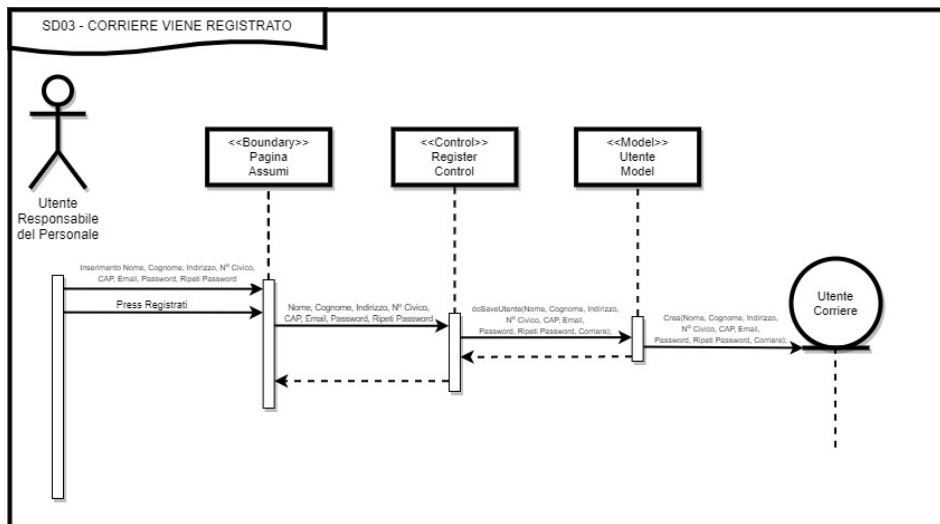 SD03 - CORRIERE VIENE REGISTRATO
Utente
Responsabile
del Personale
<<Boundary>>
Pagina
Assumi
<<Control>>
Register
Control
<<Model>>
Utente
Model
Utente
Corriere
Inserimento Nome, Cognome, Indirizzo, N° Civico,
CAP, Email, Password, Ripeti Password
Press Registrati
Nome, Cognome, Indirizzo, N° Civico,
CAP, Email, Password, Ripeti Password
doSaveUtente(Nome, Cognome, Indirizzo,
N° Civico, CAP, Email,
Password, Ripeti Password, Corriere);
Crea(Nome, Cognome, Indirizzo,
N° Civico, CAP, Email,
Password, Ripeti Password, Corriere);